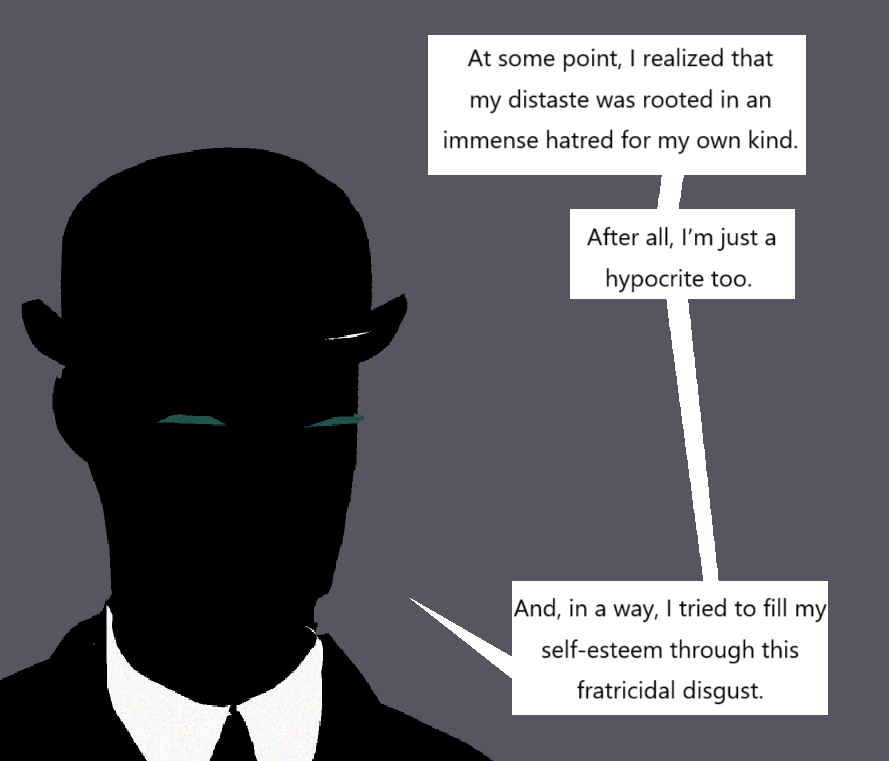 At some point, I realized that
my distaste was rooted in an
immense hatred for my own kind.
After all, I’m just a
hypocrite too.
And, in a way, I tried to fill my
self-esteem through this
fratricidal disgust.